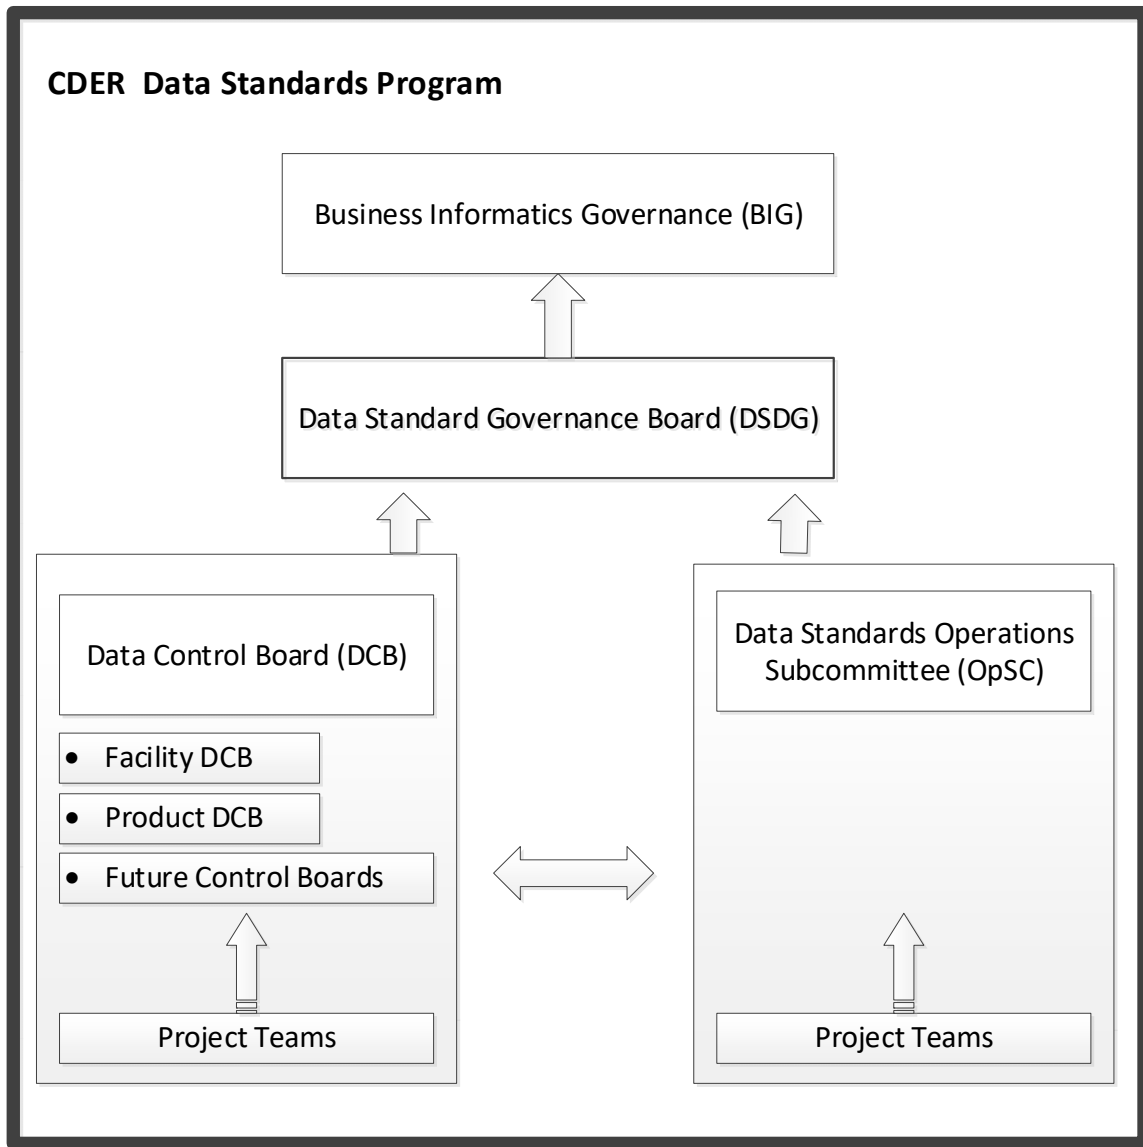 CDER Data Standards Program
Business Informatics Governance (BIG)
Data Standard Governance Board (DSDG)
Data Control Board (DCB)
• Facility DCB
• Product DCB
• Future Control Boards
Project Teams
Data Standards Operations
Subcommittee (OpSC)
Project Teams